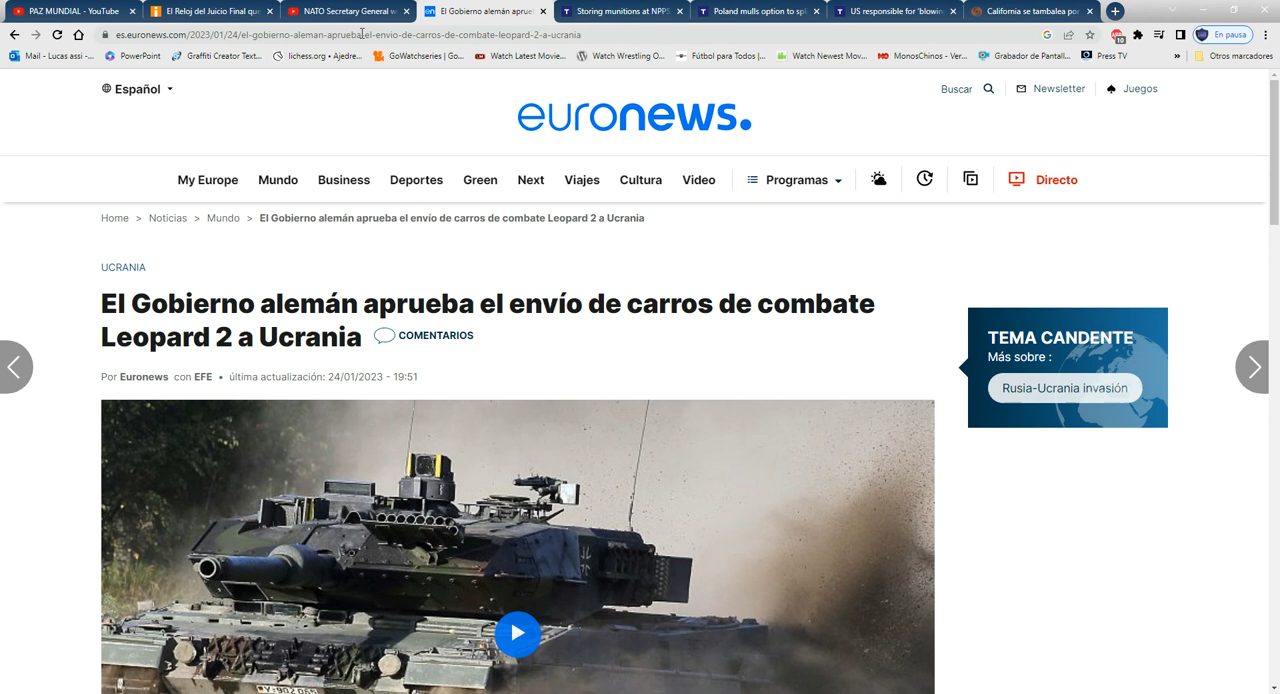 PAZ MUNDIAL - YouTube
El Reloj del Juicio Final que
NATO Secretary General w
El Gobierno alemán aprue
Storing munitions at NPPS
Poland mulls option to spl
US responsible for 'blowin
California se tambalea por
es.euronews.com/2023/01/24/el-gobierno-aleman-aprueba-el-envio-de-carros-de-combate-leopard-2-a-ucrania
En pausa
Mail - Lucas assi -...
PowerPoint
Graffiti Creator Text...
lichess.org • Ajedre...
GoWatchSeries | Go...
Watch Latest Movie...
Watch Wrestling O...
Fútbol para Todos |...
Watch Newest Mov...
MonosChinos - Ver...
Grabador de Pantall...
Press TV
»
Otros marcadores
Español
Buscar
Newsletter
Juegos
euronews.
My Europe
Mundo
Business
Deportes
Green
Next
Viajes
Cultura
Video
Programas
Directo
Home > Noticias > Mundo > El Gobierno alemán aprueba el envío de carros de combate Leopard 2 a Ucrania
UCRANIA
El Gobierno alemán aprueba el envío de carros de combate
Leopard 2 a Ucrania
COMENTARIOS
Por Euronews con EFE • última actualización: 24/01/2023 - 19:51
TEMA CANDENTE
Más sobre :
Rusia-Ucrania invasión